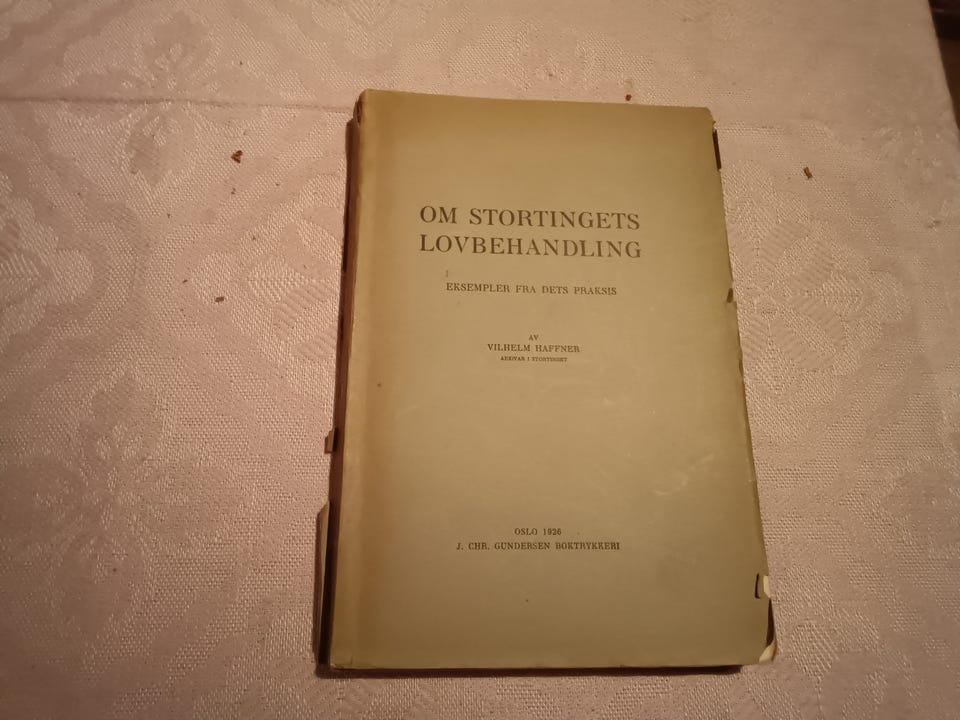 OM STORTINGETS
LOVBEHANDLING
EKSEMPLER FRA DETS PRAKSIS
AV
VILHELM HAFFNER
ARKIVAR I STORTINGET
OSLO 1926
J. CHR. GUNDERSEN BOKTRYKKERI